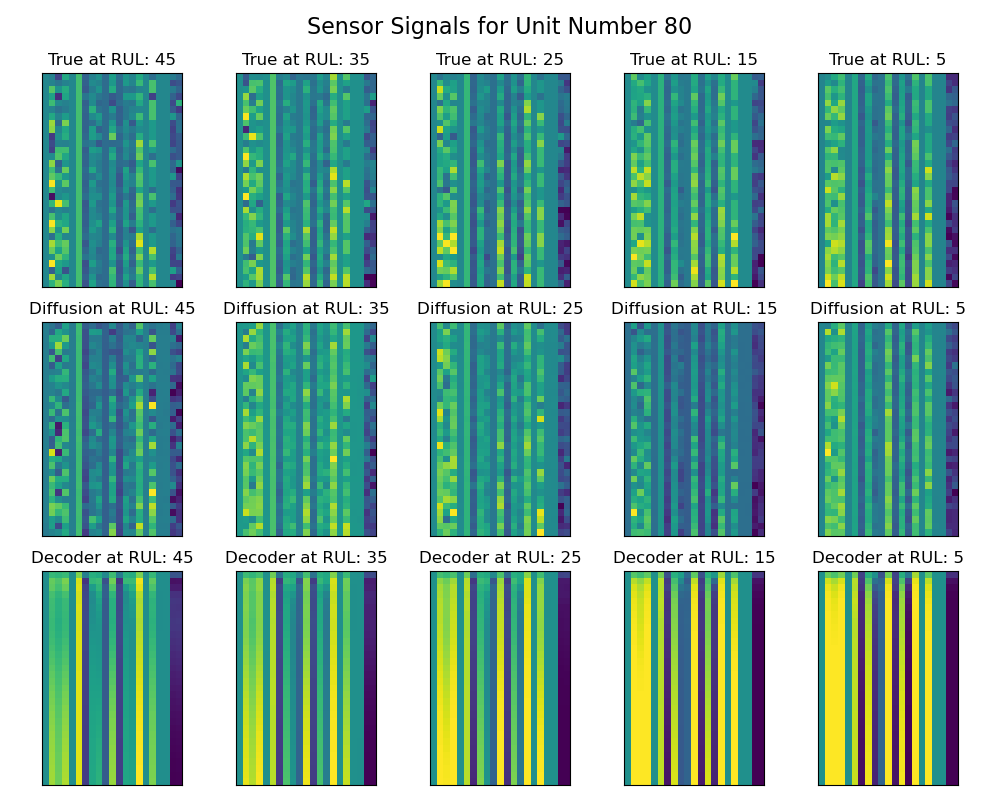 Sensor Signals for Unit Number 80
True at RUL: 45
True at RUL: 35
True at RUL: 25
True at RUL: 15
True at RUL: 5
Diffusion at RUL: 45
Diffusion at RUL: 35
Diffusion at RUL: 25
Diffusion at RUL: 15
Diffusion at RUL: 5
Decoder at RUL: 45
Decoder at RUL: 35
Decoder at RUL: 25
Decoder at RUL: 15
Decoder at RUL: 5